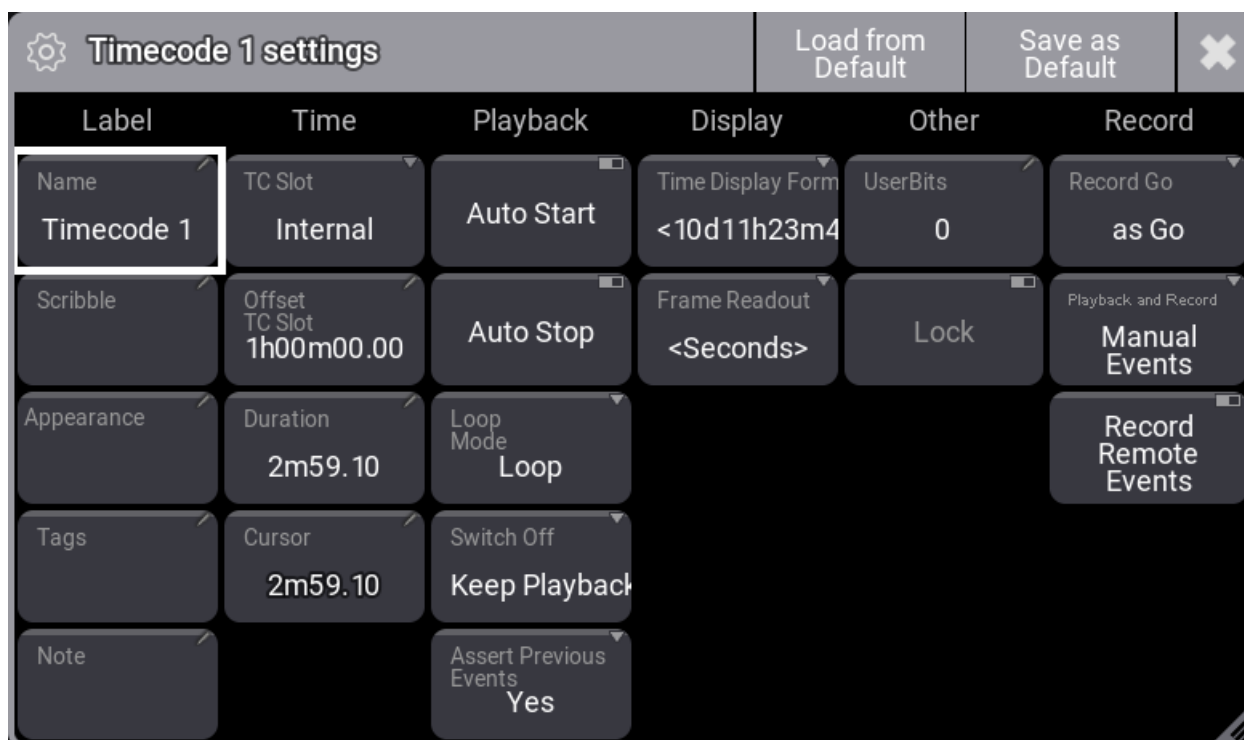 Timecode 1 settings
Load from
Default
Save as
Default
Label
Time
Playback
Display
Other
Record
Name
Timecode 1
TC Slot
Internal
Auto Start
Time Display Form
<10d11h23m4
UserBits
0
Record Go
as Go
Scribble
Offset
TC Slot
1h00m00.00
Auto Stop
Frame Readout
<Seconds>
Lock
Playback and Record
Manual
Events
Appearance
Duration
2m59.10
Loop
Mode
Loop
Record
Remote
Events
Tags
Cursor
2m59.10
Switch Off
Keep Playback
Note
Assert Previous
Events
Yes